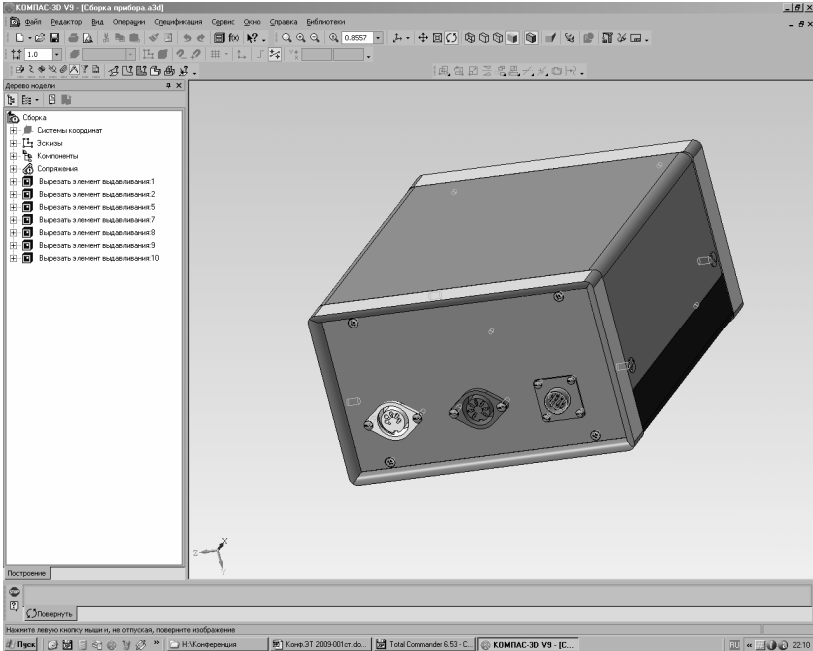 КОМПАС-3D V9 - [Сборка прибора.a3d]
Файл Редактор Вид Операции Спецификация Сервис Окно Справка Библиотеки
0.8557
1.0
Дерево модели
Сборка
Системы координат
Эскизы
Компоненты
Сопряжения
Вырезать элемент выдавливания:1
Вырезать элемент выдавливания:2
Вырезать элемент выдавливания:5
Вырезать элемент выдавливания:7
Вырезать элемент выдавливания:8
Вырезать элемент выдавливания:9
Вырезать элемент выдавливания:10
X
Z
Y
Построение
Повернуть
Нажмите левую кнопку мыши и, не отпуская, поверните изображение
Пуск
H:\Конференция
Конф.ЭТ 2009-001ст.do...
Total Commander 6.53 - С...
КОМПАС-3D V9 - [С...
RU
22:10